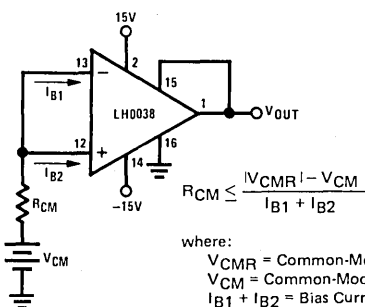 15V
13
−
2
15
I_B1
LH0038
1
V_OUT
12
+
16
I_B2
14
−15V
R_CM
V_CM
R_CM ≤ |V_CMR| − V_CM / I_B1 + I_B2
where:
V_CMR = Common-M
V_CM = Common-Mod
I_B1 + I_B2 = Bias Curr